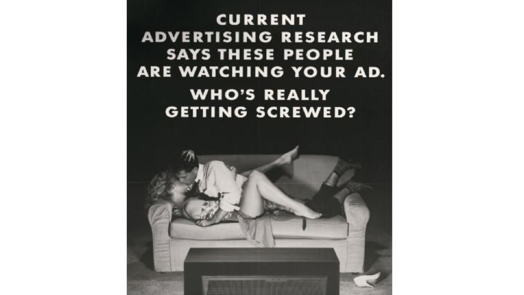 CURRENT
ADVERTISING RESEARCH
SAYS THESE PEOPLE
ARE WATCHING YOUR AD.
WHO'S REALLY
GETTING SCREWED?